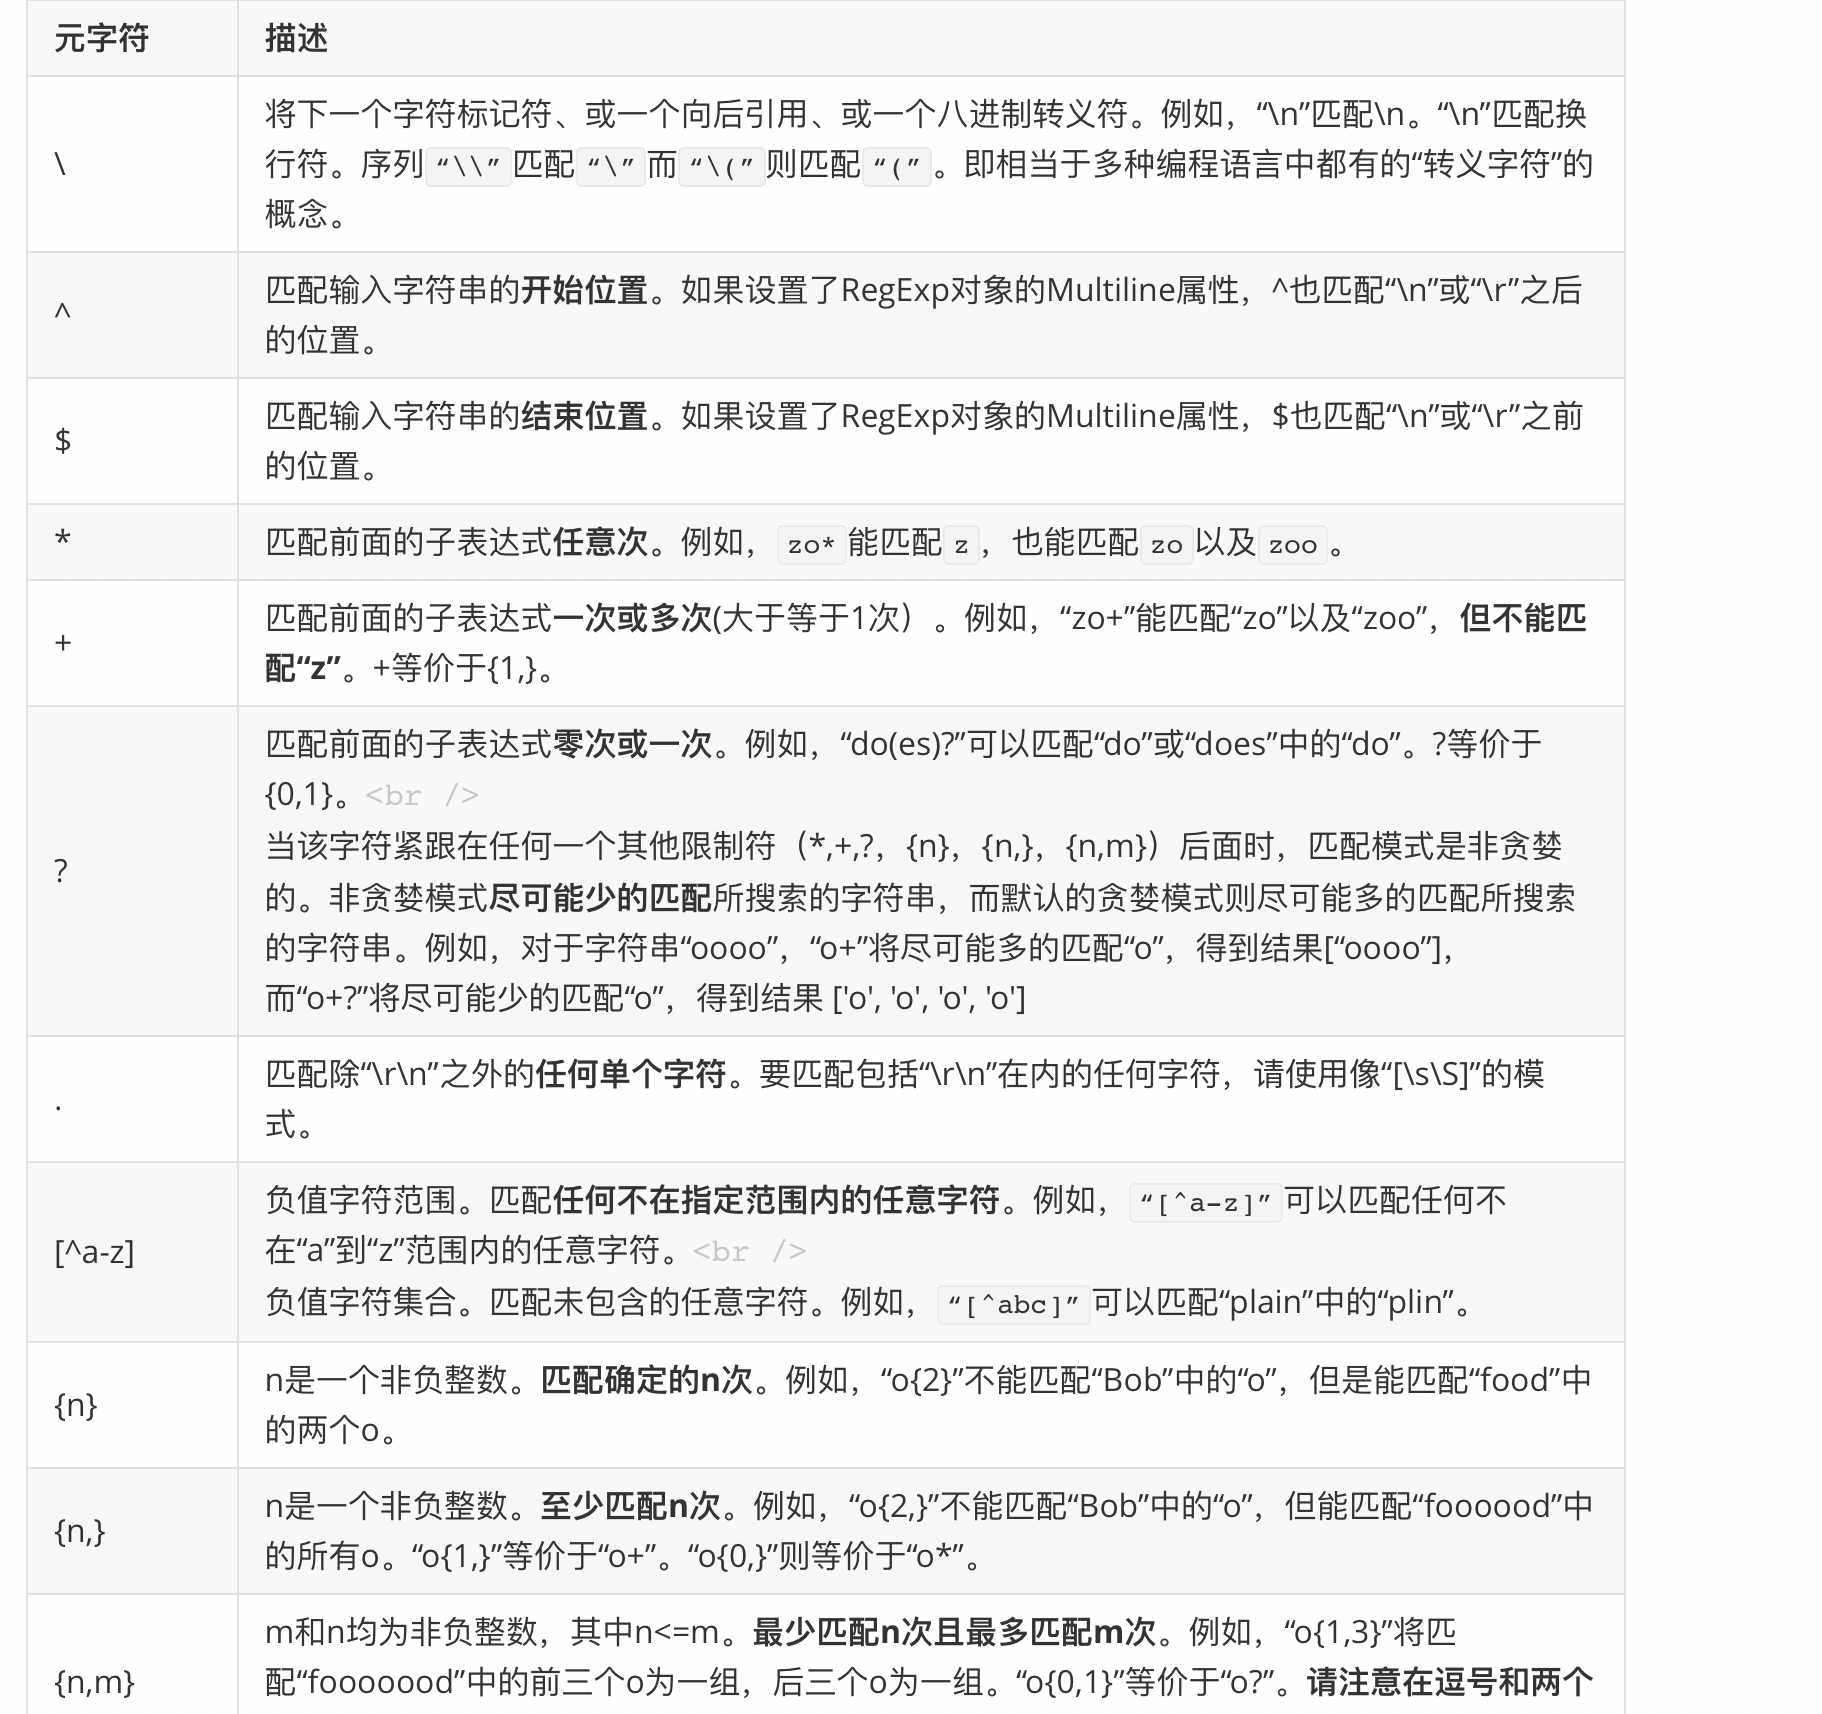 元字符 描述
将下一个字符标记符、或一个向后引用、或一个八进制转义符。例如，“\n”匹配\n。“\n”匹配换
\ 行符。序列“\\”匹配“\”而“\(”则匹配“(”。即相当于多种编程语言中都有的“转义字符”的
概念。
匹配输入字符串的开始位置。如果设置了RegExp对象的Multiline属性，^也匹配“\n”或“\r”之后
^
的位置。
匹配输入字符串的结束位置。如果设置了RegExp对象的Multiline属性，$也匹配“\n”或“\r”之前
$
的位置。
* 匹配前面的子表达式任意次。例如，zo*能匹配z，也能匹配zo以及zoo。
匹配前面的子表达式一次或多次(大于等于1次）。例如，“zo+”能匹配“zo”以及“zoo”，但不能匹
+
配“z”。+等价于{1,}。
匹配前面的子表达式零次或一次。例如，“do(es)?”可以匹配“do”或“does”中的“do”。?等价于
{0,1}。<br />
当该字符紧跟在任何一个其他限制符（*,+,?，{n}，{n,}，{n,m}）后面时，匹配模式是非贪婪
?
的。非贪婪模式尽可能少的匹配所搜索的字符串，而默认的贪婪模式则尽可能多的匹配所搜索
的字符串。例如，对于字符串“oooo”，“o+”将尽可能多的匹配“o”，得到结果[“oooo”]，
而“o+?”将尽可能少的匹配“o”，得到结果 ['o', 'o', 'o', 'o']
匹配除“\r\n”之外的任何单个字符。要匹配包括“\r\n”在内的任何字符，请使用像“[\s\S]”的模
.
式。
负值字符范围。匹配任何不在指定范围内的任意字符。例如，“[^a-z]”可以匹配任何不
[^a-z] 在“a”到“z”范围内的任意字符。<br />
负值字符集合。匹配未包含的任意字符。例如，“[^abc]”可以匹配“plain”中的“plin”。
n是一个非负整数。匹配确定的n次。例如，“o{2}”不能匹配“Bob”中的“o”，但是能匹配“food”中
{n}
的两个o。
n是一个非负整数。至少匹配n次。例如，“o{2,}”不能匹配“Bob”中的“o”，但能匹配“foooood”中
{n,}
的所有o。“o{1,}”等价于“o+”。“o{0,}”则等价于“o*”。
m和n均为非负整数，其中n<=m。最少匹配n次且最多匹配m次。例如，“o{1,3}”将匹
{n,m} 配“fooooood”中的前三个o为一组，后三个o为一组。“o{0,1}”等价于“o?”。请注意在逗号和两个